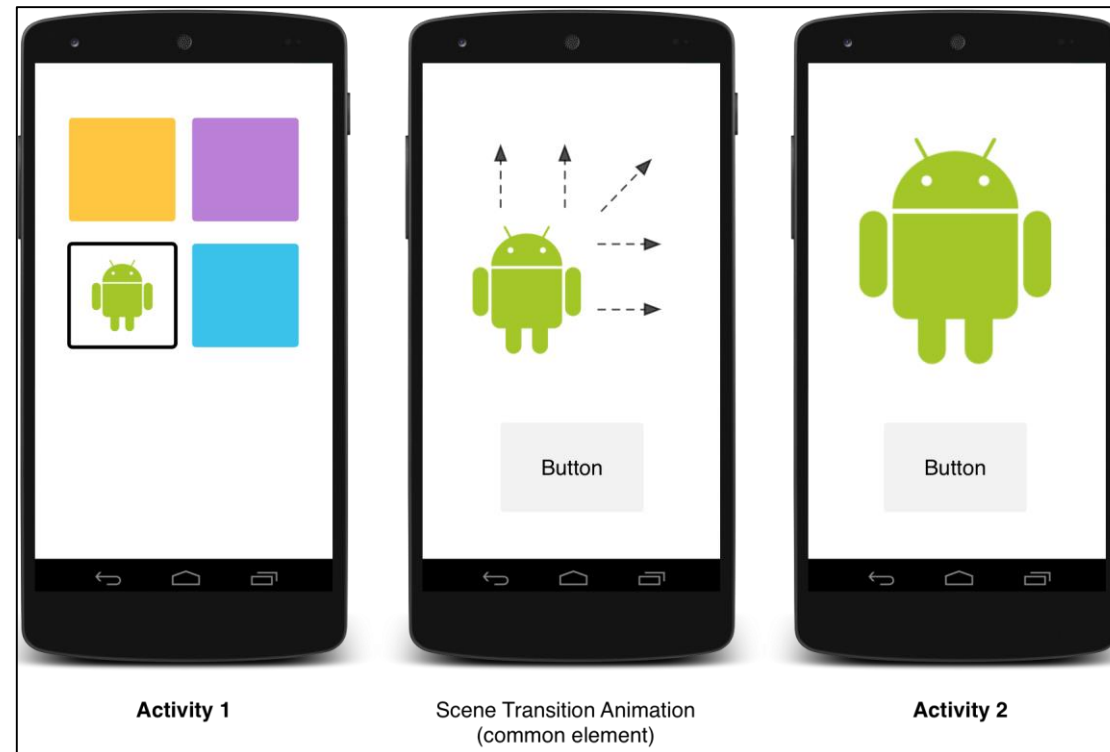 Button
Button
Activity 1
Scene Transition Animation
(common element)
Activity 2